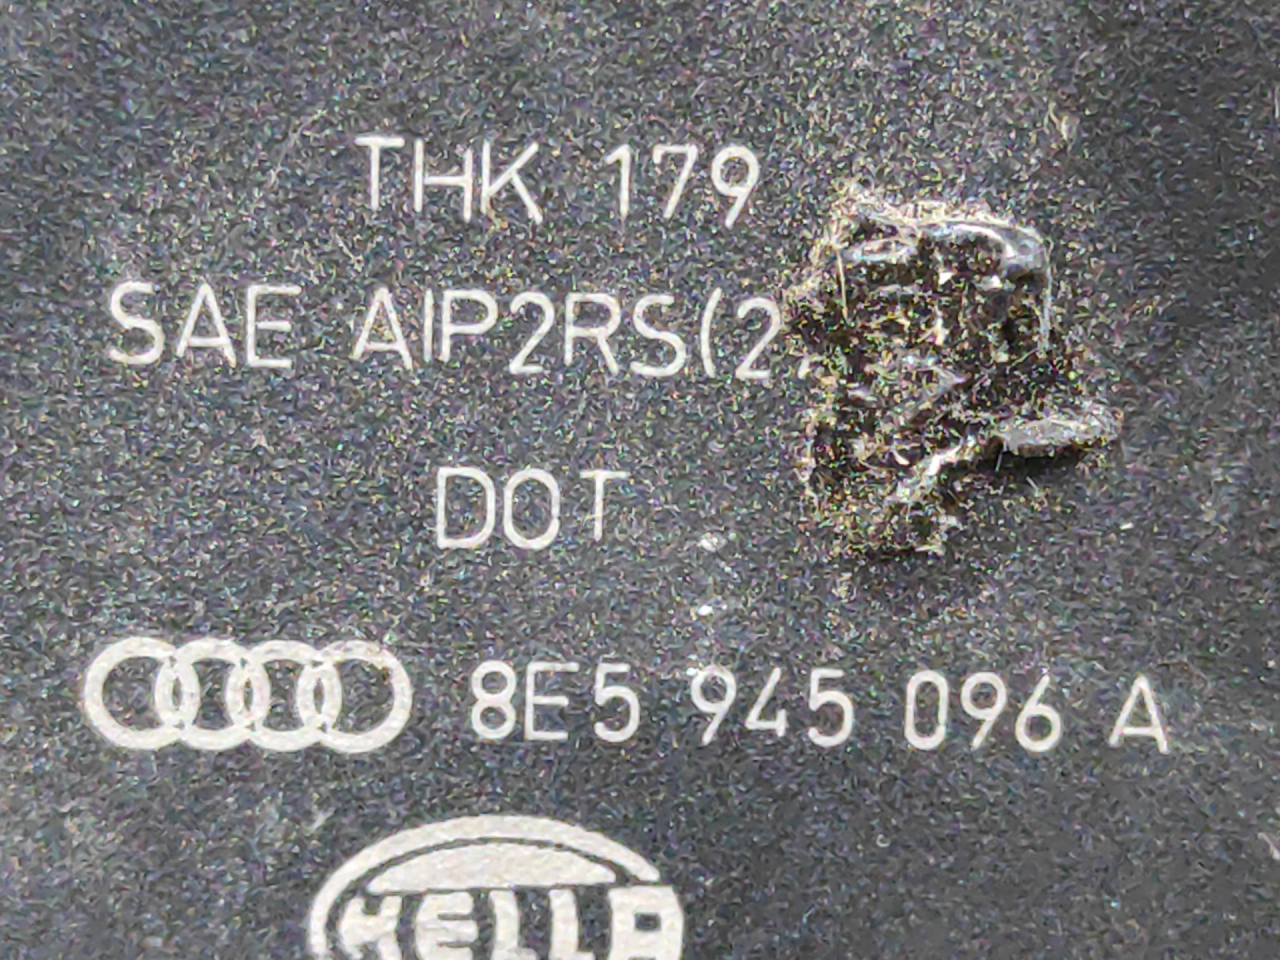 THK 179
SAE AIP2RS(2
DOT
8E5 945 096 A
HELLA